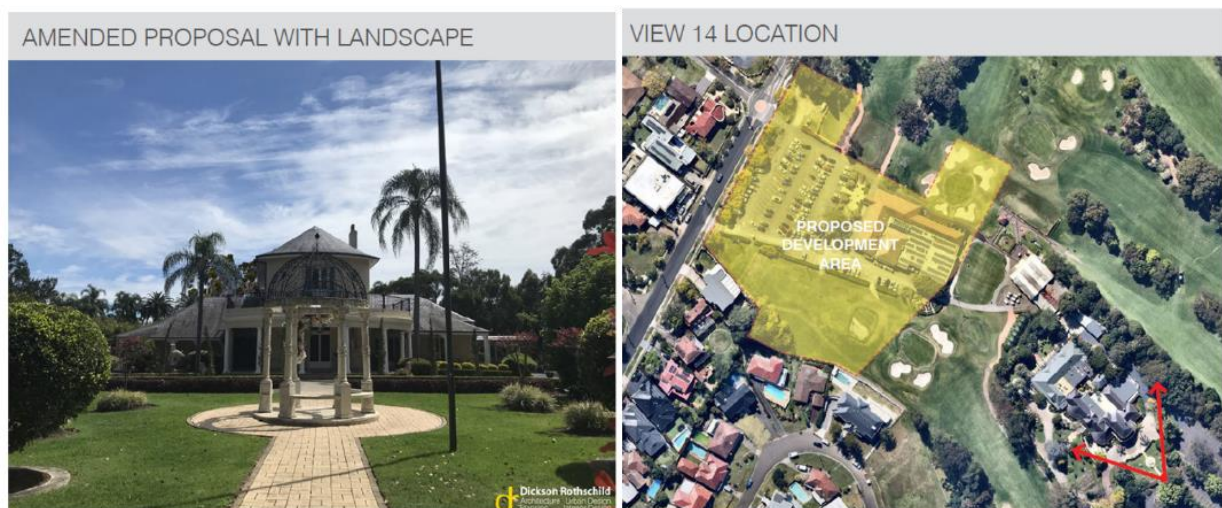 AMENDED PROPOSAL WITH LANDSCAPE
Dickson Rothschild
Architecture Urban Design
VIEW 14 LOCATION
PROPOSED
DEVELOPMENT
AREA